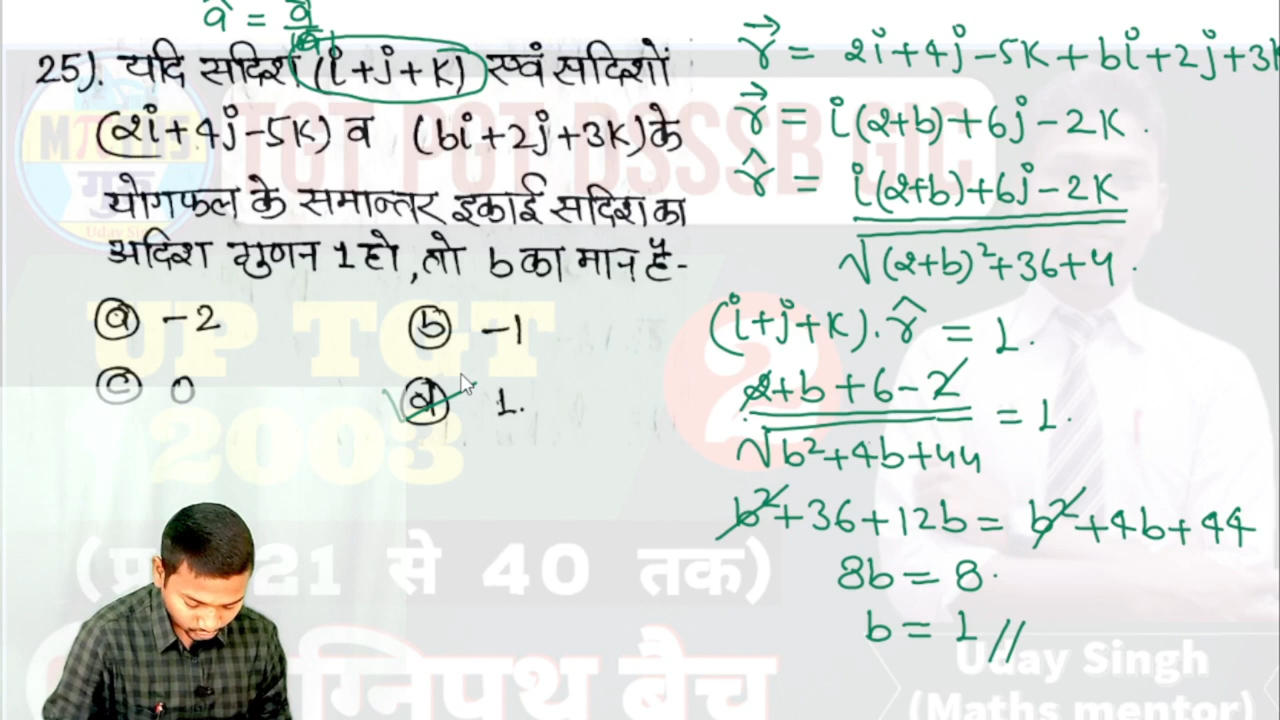 â = a⃗/|a|
25). यदि सदिश (i+j+k) एवं सदिशों
(2i+4j-5k) व (bi+2j+3k) के
योगफल के समान्तर इकाई सदिश का
अदिश गुणन 1 हो, तो b का मान है-
ⓐ -2 ⓑ -1
ⓒ 0 ⓓ 1.
r⃗ = 2i+4j-5k+bi+2j+3k
r⃗ = i(2+b)+6j-2k.
r̂ = i(2+b)+6j-2k
√(2+b)²+36+4.
(i+j+k).r̂ = 1.
2+b+6-2 = 1.
√b²+4b+44
b²+36+12b = b²+4b+44
8b = 8.
b = 1//
TGT PGT DSSSB GIC
गुरु
Uday Singh
UP TGT
2003
2
21 से 40 तक)
बैच
Uday Singh
(Maths mentor)